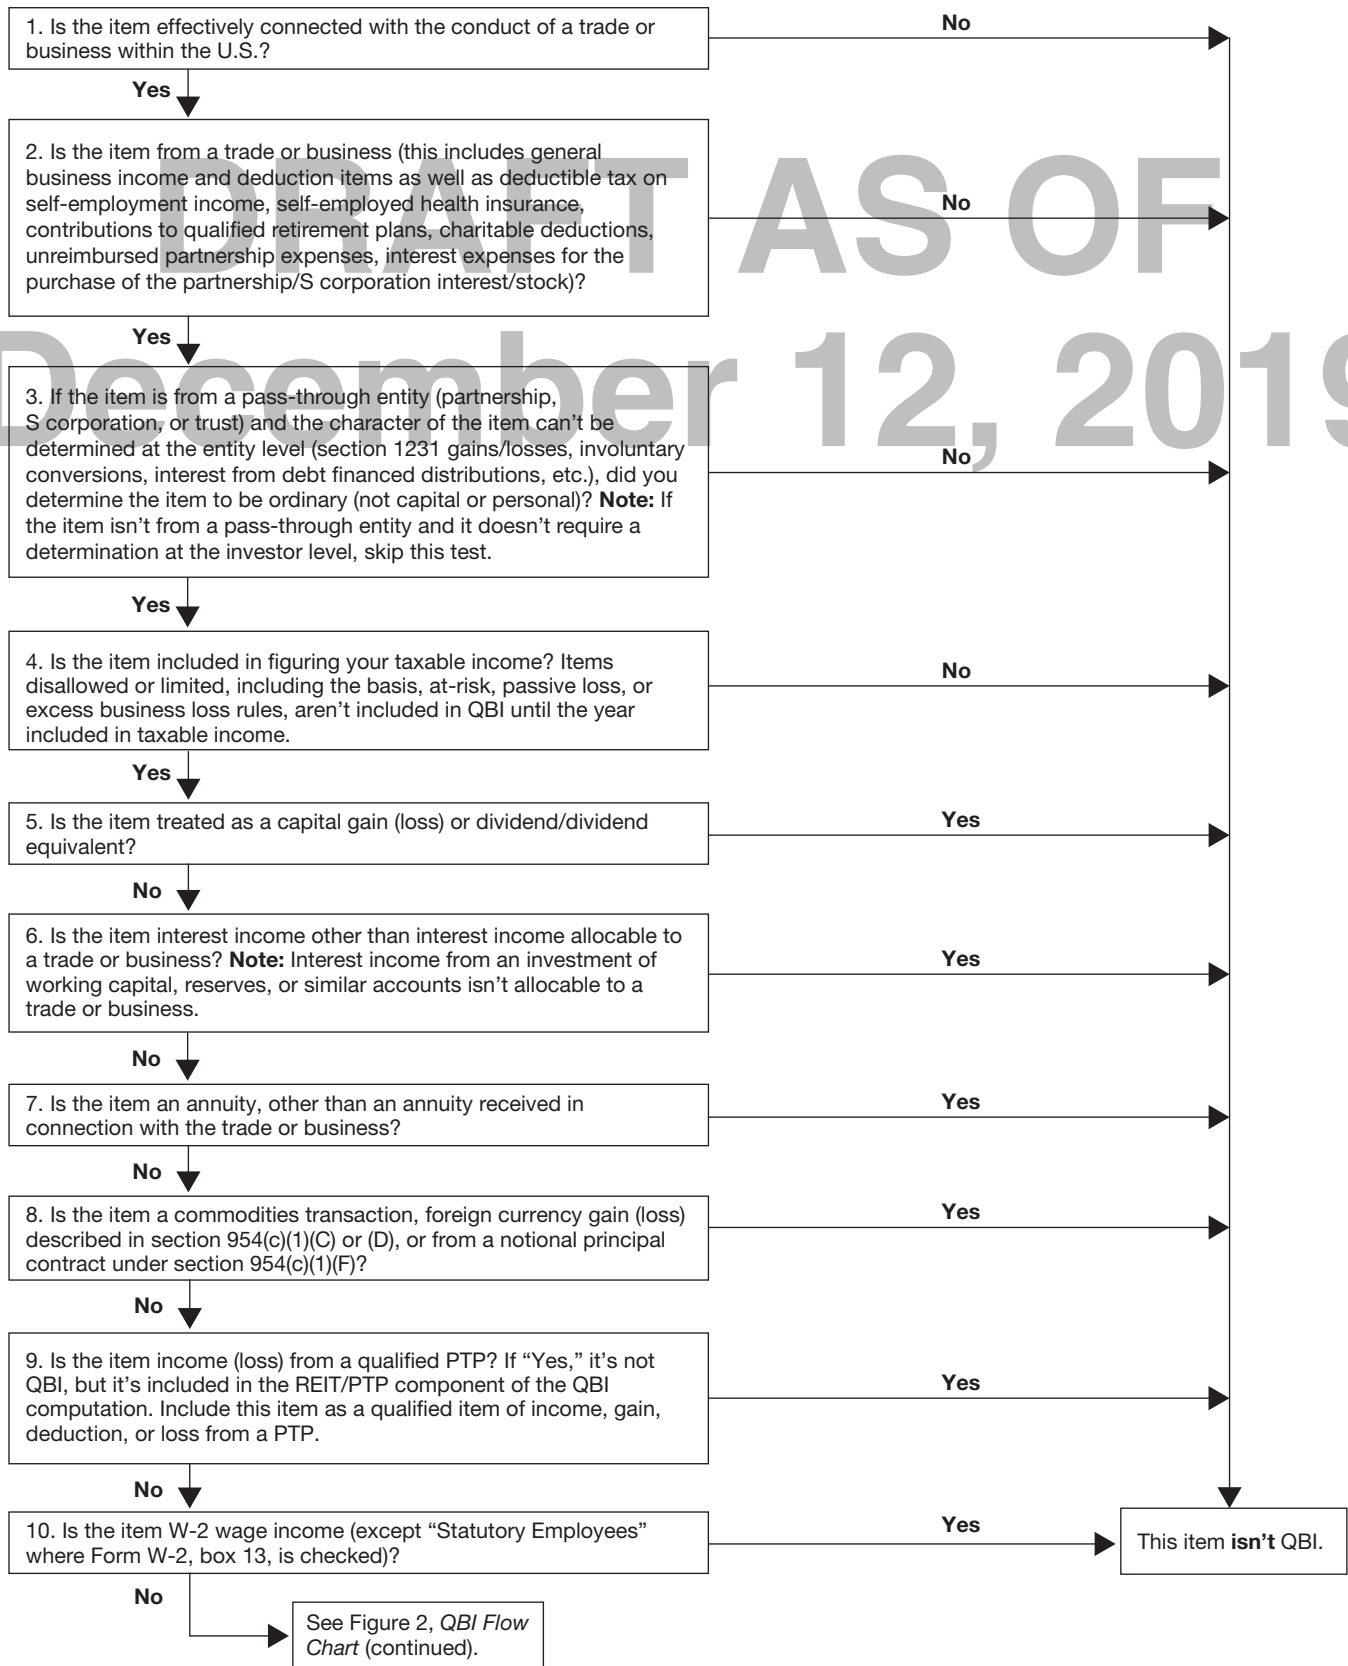 1. Is the item effectively connected with the conduct of a trade or
business within the U.S.?
No
Yes
2. Is the item from a trade or business (this includes general
business income and deduction items as well as deductible tax on
self-employment income, self-employed health insurance,
contributions to qualified retirement plans, charitable deductions,
unreimbursed partnership expenses, interest expenses for the
purchase of the partnership/S corporation interest/stock)?
No
DRAFT AS OF
Yes
December 12, 2019
3. If the item is from a pass-through entity (partnership,
S corporation, or trust) and the character of the item can't be
determined at the entity level (section 1231 gains/losses, involuntary
conversions, interest from debt financed distributions, etc.), did you
determine the item to be ordinary (not capital or personal)? Note: If
the item isn't from a pass-through entity and it doesn't require a
determination at the investor level, skip this test.
No
Yes
4. Is the item included in figuring your taxable income? Items
disallowed or limited, including the basis, at-risk, passive loss, or
excess business loss rules, aren't included in QBI until the year
included in taxable income.
No
Yes
5. Is the item treated as a capital gain (loss) or dividend/dividend
equivalent?
Yes
No
6. Is the item interest income other than interest income allocable to
a trade or business? Note: Interest income from an investment of
working capital, reserves, or similar accounts isn't allocable to a
trade or business.
Yes
No
7. Is the item an annuity, other than an annuity received in
connection with the trade or business?
Yes
No
8. Is the item a commodities transaction, foreign currency gain (loss)
described in section 954(c)(1)(C) or (D), or from a notional principal
contract under section 954(c)(1)(F)?
Yes
No
9. Is the item income (loss) from a qualified PTP? If “Yes,” it's not
QBI, but it's included in the REIT/PTP component of the QBI
computation. Include this item as a qualified item of income, gain,
deduction, or loss from a PTP.
Yes
No
10. Is the item W-2 wage income (except “Statutory Employees”
where Form W-2, box 13, is checked)?
Yes
This item isn't QBI.
No
See Figure 2, QBI Flow
Chart (continued).